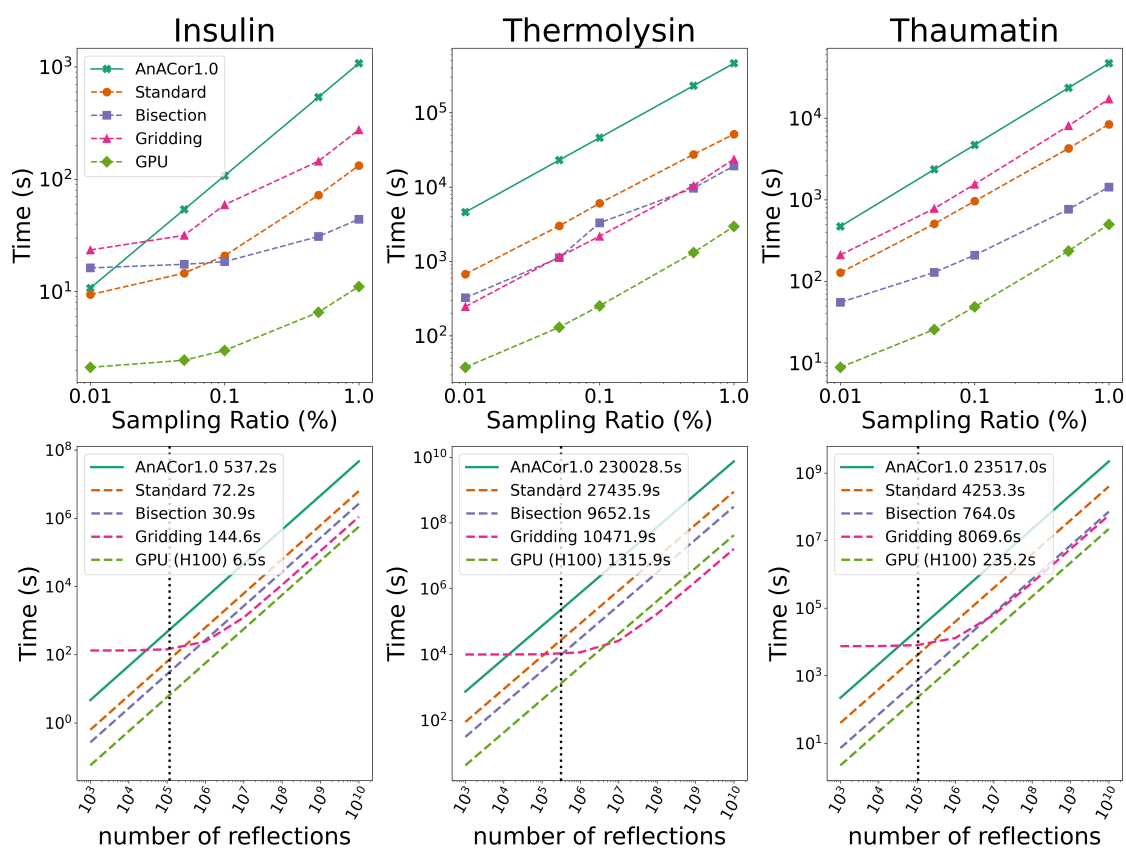 Insulin
Thermolysin
Thaumatin
AnACor1.0
Standard
Bisection
Gridding
GPU
Time (s)
10³
10²
10¹
0.01
0.1
1.0
Sampling Ratio (%)
Time (s)
10⁵
10⁴
10³
10²
0.01
0.1
1.0
Sampling Ratio (%)
Time (s)
10⁴
10³
10²
10¹
0.01
0.1
1.0
Sampling Ratio (%)
AnACor1.0 537.2s
Standard 72.2s
Bisection 30.9s
Gridding 144.6s
GPU (H100) 6.5s
Time (s)
10⁸
10⁶
10⁴
10²
10⁰
10³
10⁴
10⁵
10⁶
10⁷
10⁸
10⁹
10¹⁰
number of reflections
AnACor1.0 230028.5s
Standard 27435.9s
Bisection 9652.1s
Gridding 10471.9s
GPU (H100) 1315.9s
Time (s)
10¹⁰
10⁸
10⁶
10⁴
10²
10³
10⁴
10⁵
10⁶
10⁷
10⁸
10⁹
10¹⁰
number of reflections
AnACor1.0 23517.0s
Standard 4253.3s
Bisection 764.0s
Gridding 8069.6s
GPU (H100) 235.2s
Time (s)
10⁹
10⁷
10⁵
10³
10¹
10³
10⁴
10⁵
10⁶
10⁷
10⁸
10⁹
10¹⁰
number of reflections